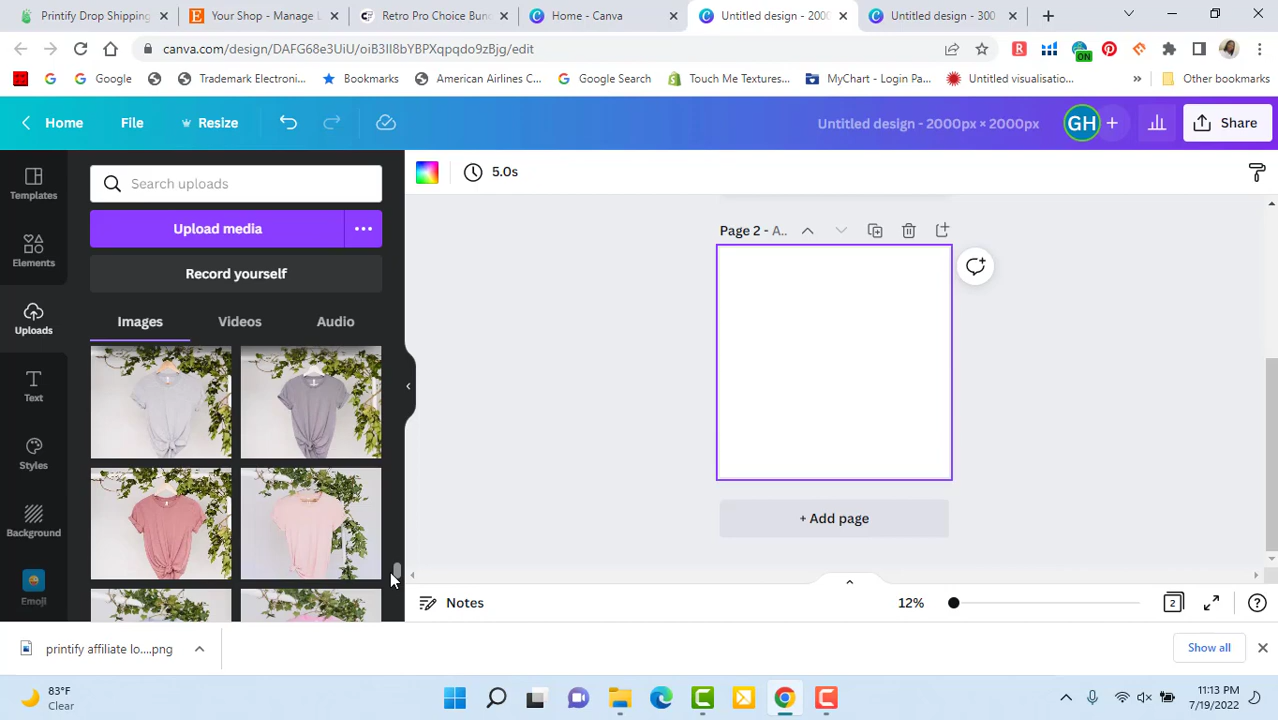 Printify Drop Shipping
Your Shop - Manage L
Retro Pro Choice Bun
Home - Canva
Untitled design - 2000
Untitled design - 300
canva.com/design/DAFG68e3UiU/oiB3II8bYBPXqpqdo9zBjg/edit
ON
Google
Trademark Electroni...
Bookmarks
American Airlines C...
Google Search
Touch Me Textures...
MyChart - Login Pa...
Untitled visualisatio...
»
Other bookmarks
Home
File
Resize
Untitled design - 2000px × 2000px
GH
+
Share
Templates
Elements
Uploads
Text
Styles
Background
Emoji
Search uploads
Upload media
Record yourself
Images
Videos
Audio
5.0s
Page 2 - A..
+ Add page
Notes
12%
2
printify affiliate lo....png
Show all
83°F
Clear
11:13 PM
7/19/2022